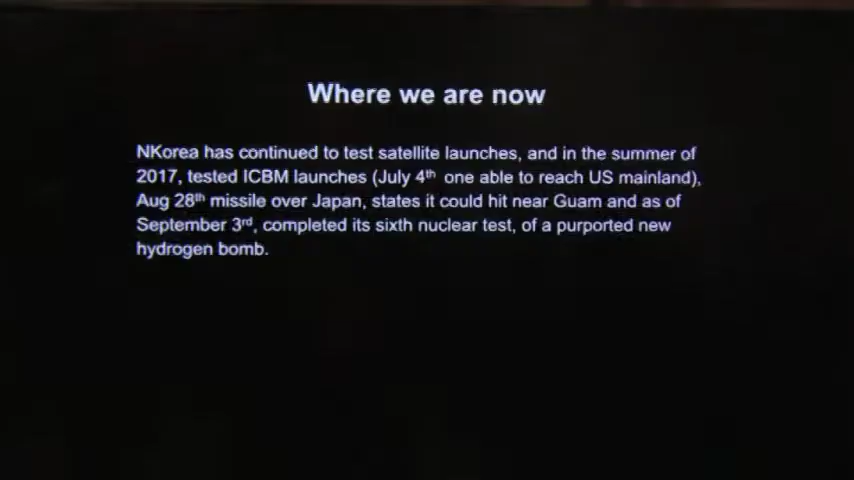 Where we are now
NKorea has continued to test satellite launches, and in the summer of
2017, tested ICBM launches (July 4th one able to reach US mainland),
Aug 28th missile over Japan, states it could hit near Guam and as of
September 3rd, completed its sixth nuclear test, of a purported new
hydrogen bomb.